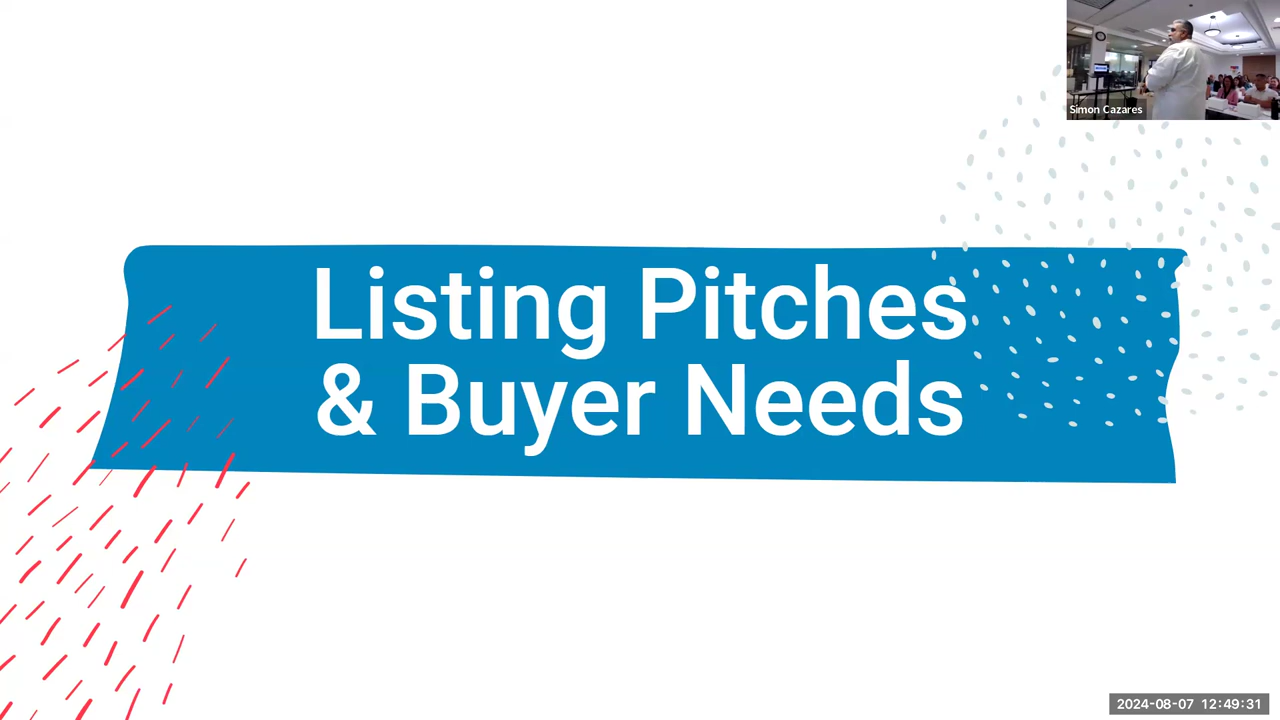 Simon Cazares
Listing Pitches
& Buyer Needs
2024-08-07 12:49:31